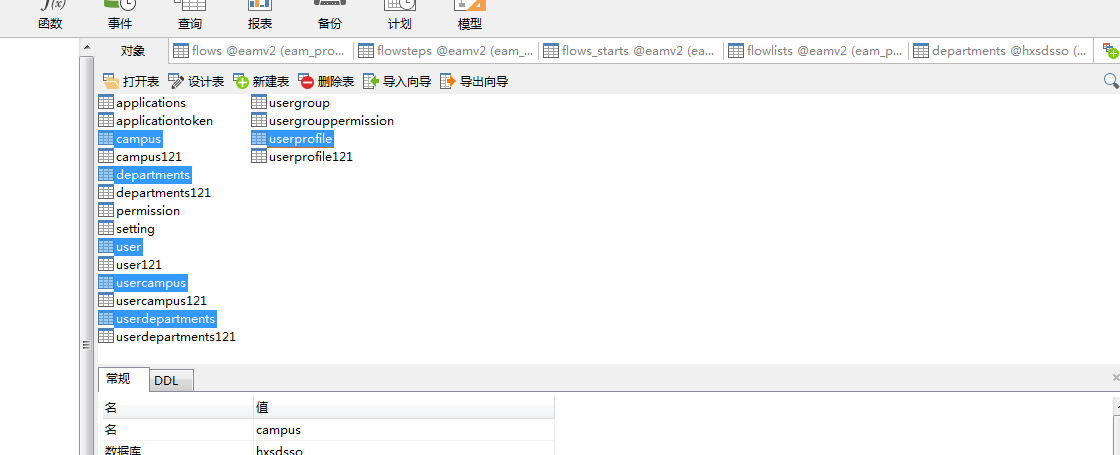 函数 事件 查询 报表 备份 计划 模型
对象 flows @eamv2 (eam_pro... flowsteps @eamv2 (eam_... flows_starts @eamv2 (ea... flowlists @eamv2 (eam_p... departments @hxsdsso (...
打开表 设计表 新建表 删除表 导入向导 导出向导
applications
applicationtoken
campus
campus121
departments
departments121
permission
setting
user
user121
usercampus
usercampus121
userdepartments
userdepartments121
usergroup
usergrouppermission
userprofile
userprofile121
常规 DDL
名 值
名 campus
数据库 hxsdsso